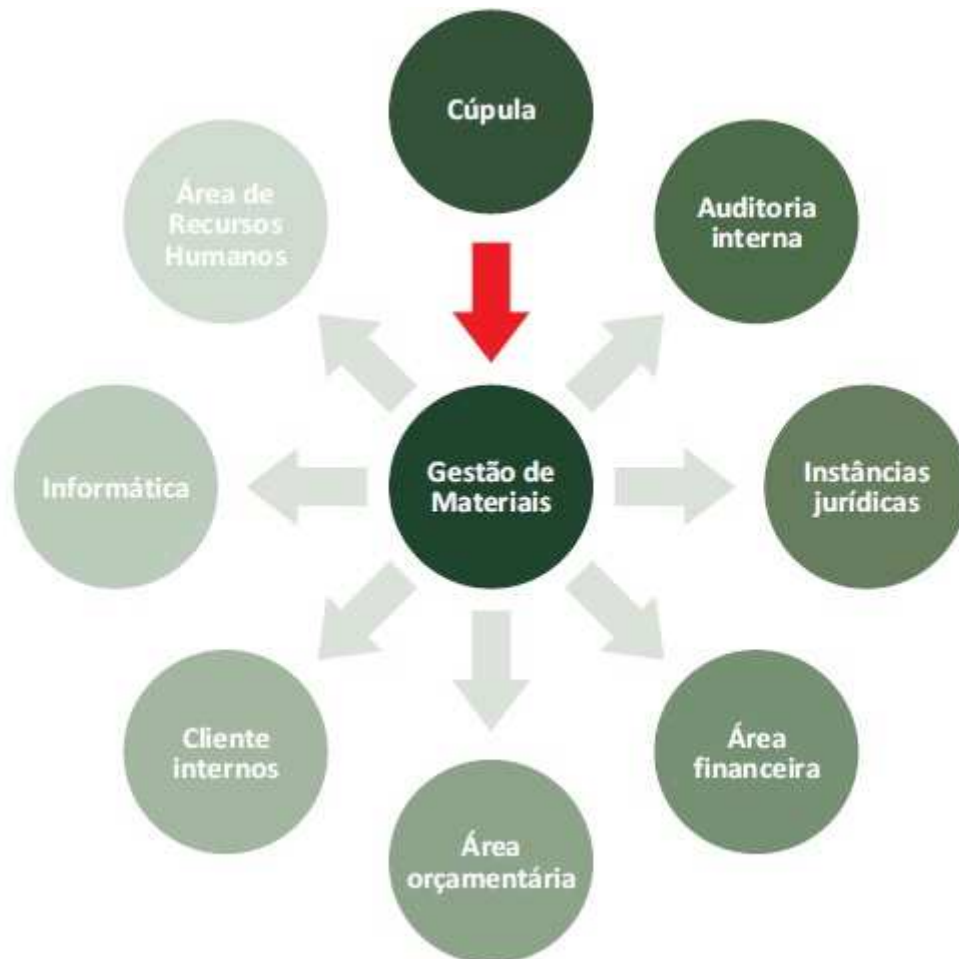 Cúpula
Área de
Recursos
Humanos
Auditoria
interna
Informática
Gestão de
Materiais
Instâncias
jurídicas
Cliente
internos
Área
financeira
Área
orçamentária